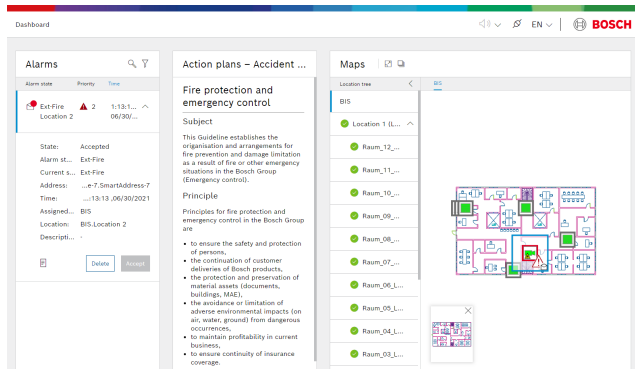 Dashboard
EN
BOSCH
Alarms
Alarm state Priority Time
Ext-Fire 2 1:13:1...
Location 2 06/30/...
State: Accepted
Alarm st... Ext-Fire
Current s... Ext-Fire
Address: ...e-7.SmartAddress-7
Time: ...:13:13 ,06/30/2021
Assigned... BIS
Location: BIS.Location 2
Descripti... -
Delete Accept
Action plans – Accident ...
Fire protection and
emergency control
Subject
This Guideline establishes the
origanisation and arrangements for
fire prevention and damage limitation
as a result of fire or other emergency
situations in the Bosch Group
(Emergency control).
Principle
Principles for fire protection and
emergency control in the Bosch Group
are
• to ensure the safety and protection
of persons,
• the continuation of customer
deliveries of Bosch products,
• the protection and preservation of
material assets (documents,
buildings, MAE),
• the avoidance or limitation of
adverse environmental impacts (on
air, water, ground) from dangerous
occurrences,
• to maintain profitability in current
business,
• to ensure continuity of insurance
coverage.
Maps
Location tree
BIS
BIS
Location 1 (L...
Raum_12_...
Raum_11_...
Raum_10_...
Raum_09_...
Raum_08_...
Raum_07_...
Raum_06_L...
Raum_05_L...
Raum_04_L...
Raum_03_L...